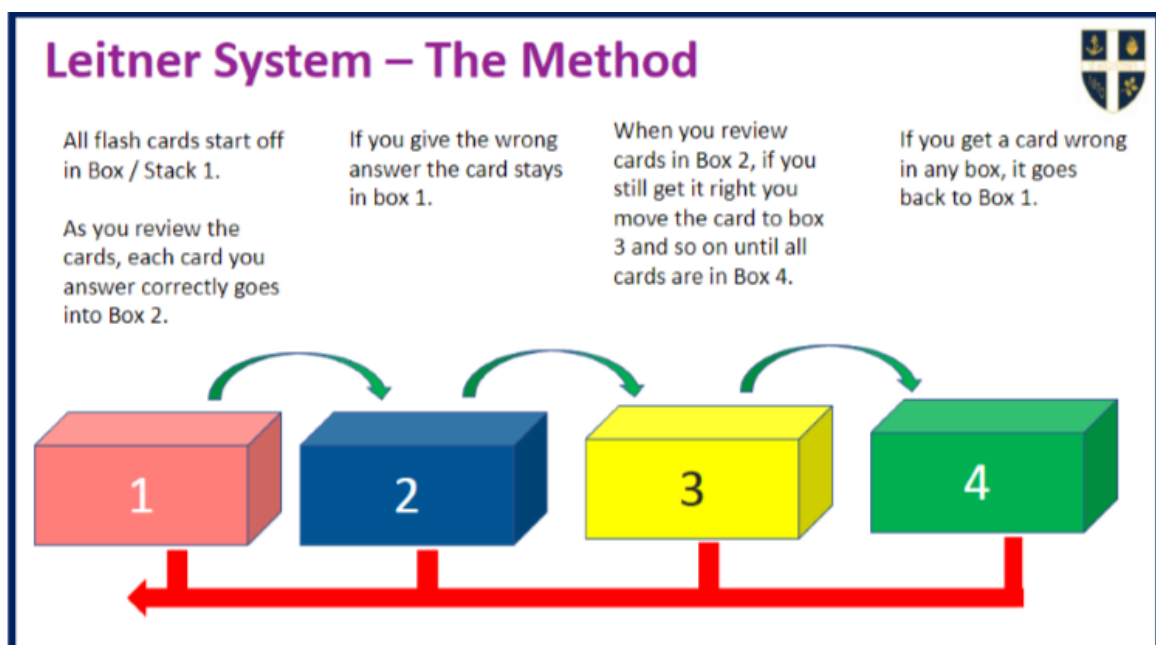 Leitner System – The Method
All flash cards start off
in Box / Stack 1.
As you review the
cards, each card you
answer correctly goes
into Box 2.
If you give the wrong
answer the card stays
in box 1.
When you review
cards in Box 2, if you
still get it right you
move the card to box
3 and so on until all
cards are in Box 4.
If you get a card wrong
in any box, it goes
back to Box 1.
1
2
3
4